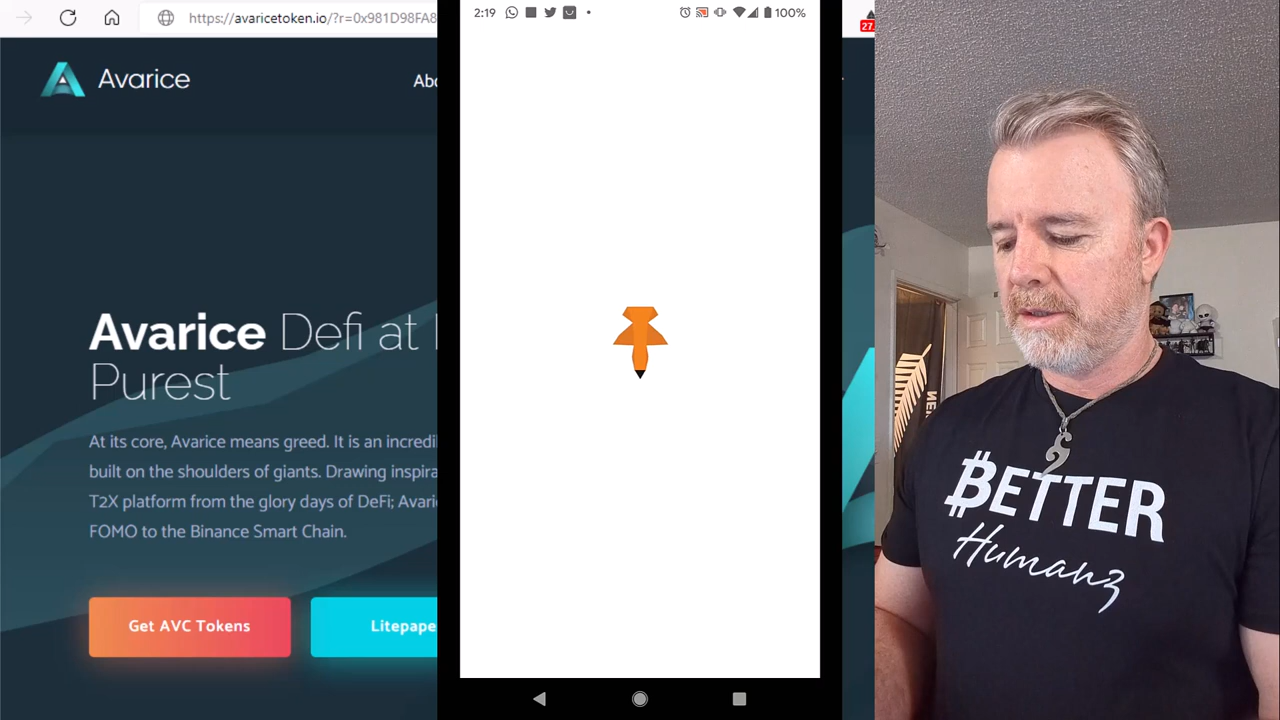 https://avaricetoken.io/?r=0x981D98FA8
27.
Avarice
Abo
Avarice Defi at
Purest
At its core, Avarice means greed. It is an incredi
built on the shoulders of giants. Drawing inspira
T2X platform from the glory days of DeFi; Avari
FOMO to the Binance Smart Chain.
Get AVC Tokens
Litepape
2:19
100%
BETTER
Humanz